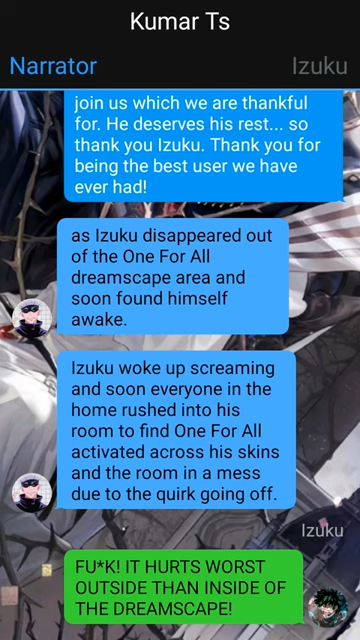 Kumar Ts
Narrator
Izuku
join us which we are thankful
for. He deserves his rest... so
thank you Izuku. Thank you for
being the best user we have
ever had!
as Izuku disappeared out
of the One For All
dreamscape area and
soon found himself
awake.
Izuku woke up screaming
and soon everyone in the
home rushed into his
room to find One For All
activated across his skins
and the room in a mess
due to the quirk going off.
Izuku
FU*K! IT HURTS WORST
OUTSIDE THAN INSIDE OF
THE DREAMSCAPE!